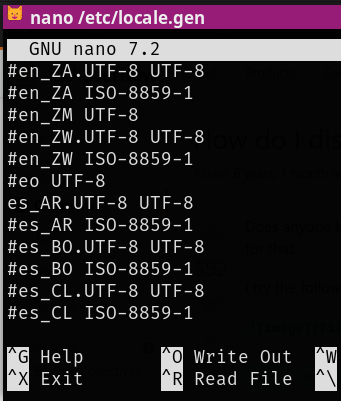 nano /etc/locale.gen
GNU nano 7.2
#en_ZA.UTF-8 UTF-8
#en_ZA ISO-8859-1
#en_ZM UTF-8
#en_ZW.UTF-8 UTF-8
#en_ZW ISO-8859-1
#eo UTF-8
es_AR.UTF-8 UTF-8
#es_AR ISO-8859-1
#es_BO.UTF-8 UTF-8
#es_BO ISO-8859-1
#es_CL.UTF-8 UTF-8
#es_CL ISO-8859-1
^G Help ^O Write Out ^W
^X Exit ^R Read File ^\